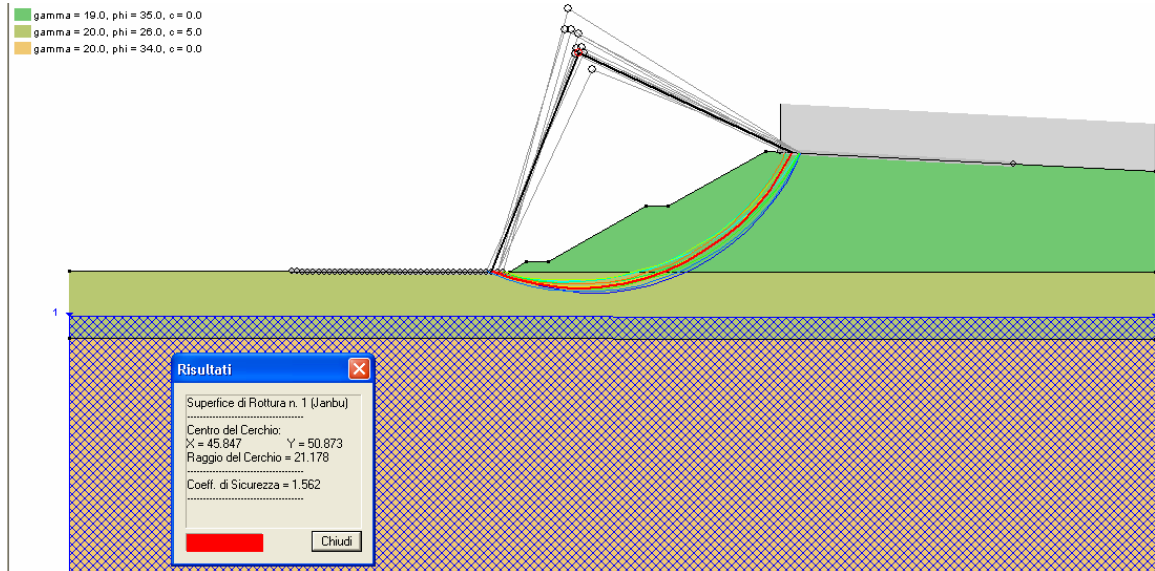 gamma = 19.0, phi = 35.0, c = 0.0
gamma = 20.0, phi = 26.0, c = 5.0
gamma = 20.0, phi = 34.0, c = 0.0
1
Risultati
Superfice di Rottura n. 1 (Janbu)
------------------------------------
Centro del Cerchio:
X = 45.847 Y = 50.873
Raggio del Cerchio = 21.178
------------------------------------
Coeff. di Sicurezza = 1.562
------------------------------------
Chiudi